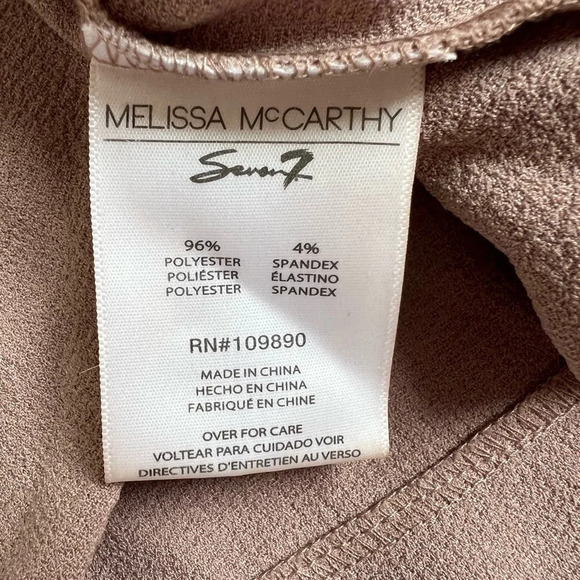 MELISSA McCARTHY
Seven7
96% 4%
POLYESTER SPANDEX
POLIÉSTER ÉLASTINO
POLYESTER SPANDEX
RN#109890
MADE IN CHINA
HECHO EN CHINA
FABRIQUÉ EN CHINE
OVER FOR CARE
VOLTEAR PARA CUIDADO VOIR
DIRECTIVES D'ENTRETIEN AU VERSO